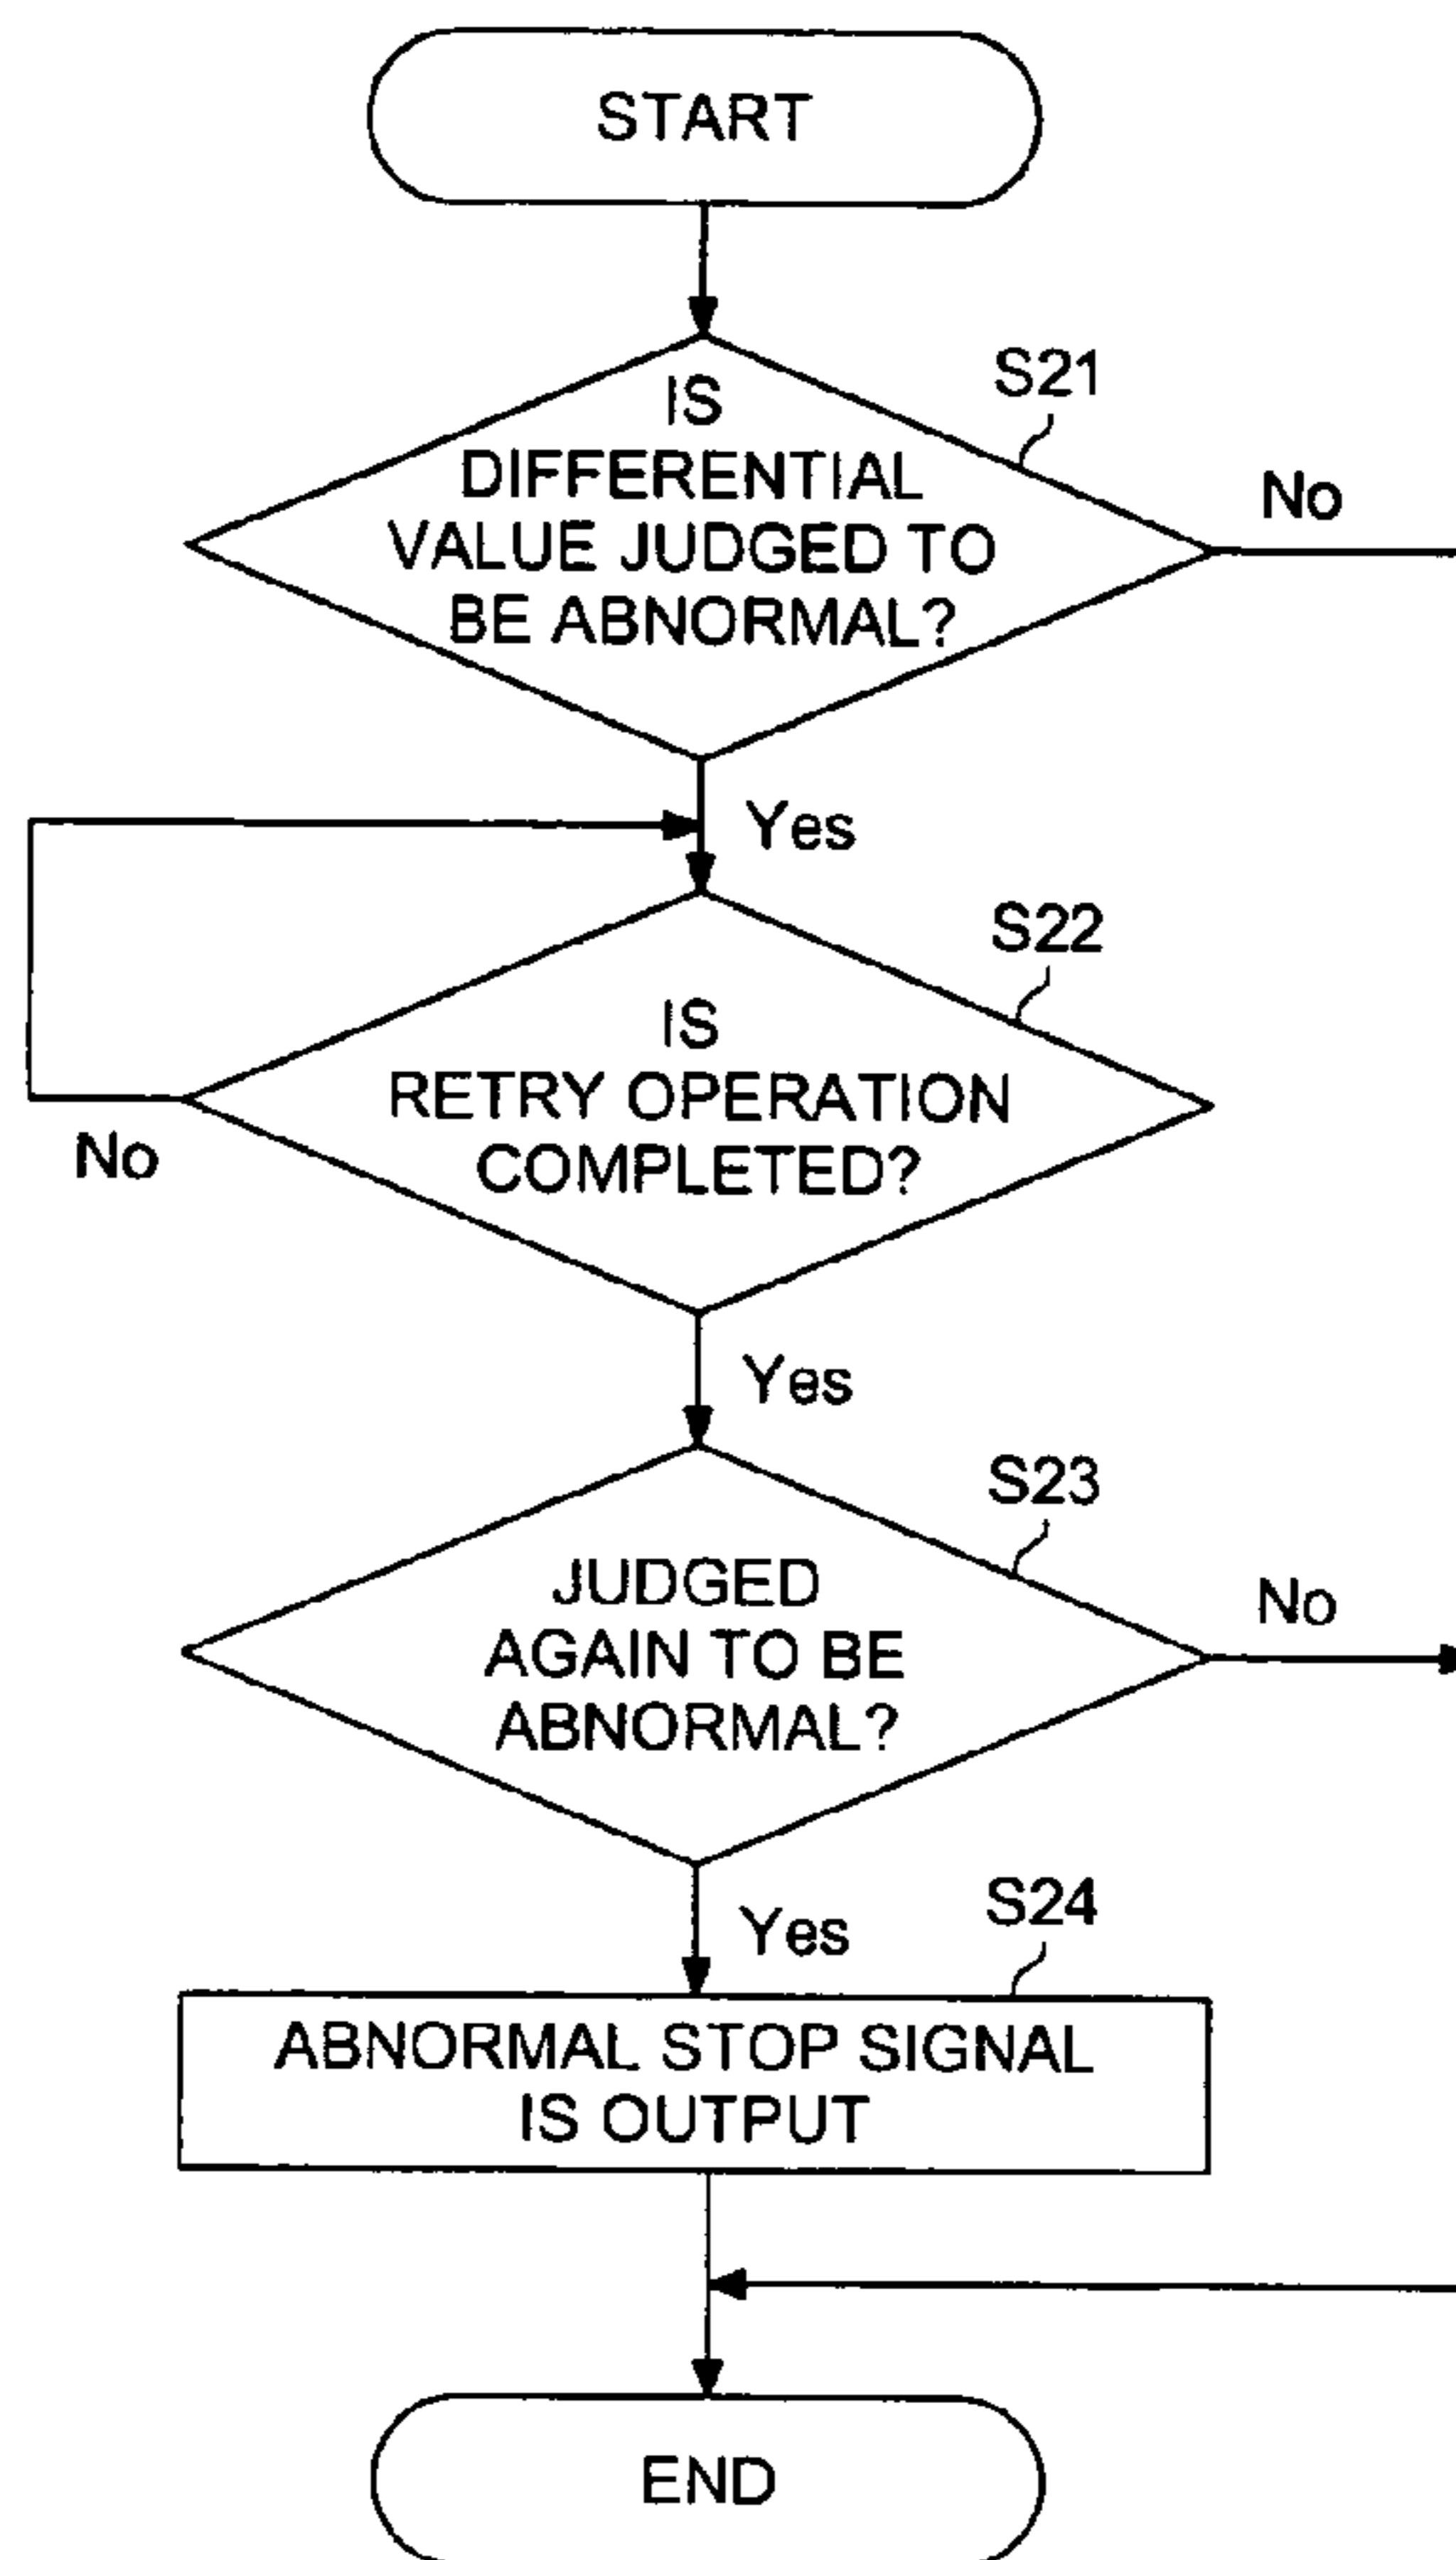 START
S21
IS
DIFFERENTIAL
VALUE JUDGED TO
BE ABNORMAL?
No
Yes
S22
IS
RETRY OPERATION
COMPLETED?
No
Yes
S23
JUDGED
AGAIN TO BE
ABNORMAL?
No
Yes
S24
ABNORMAL STOP SIGNAL
IS OUTPUT
END